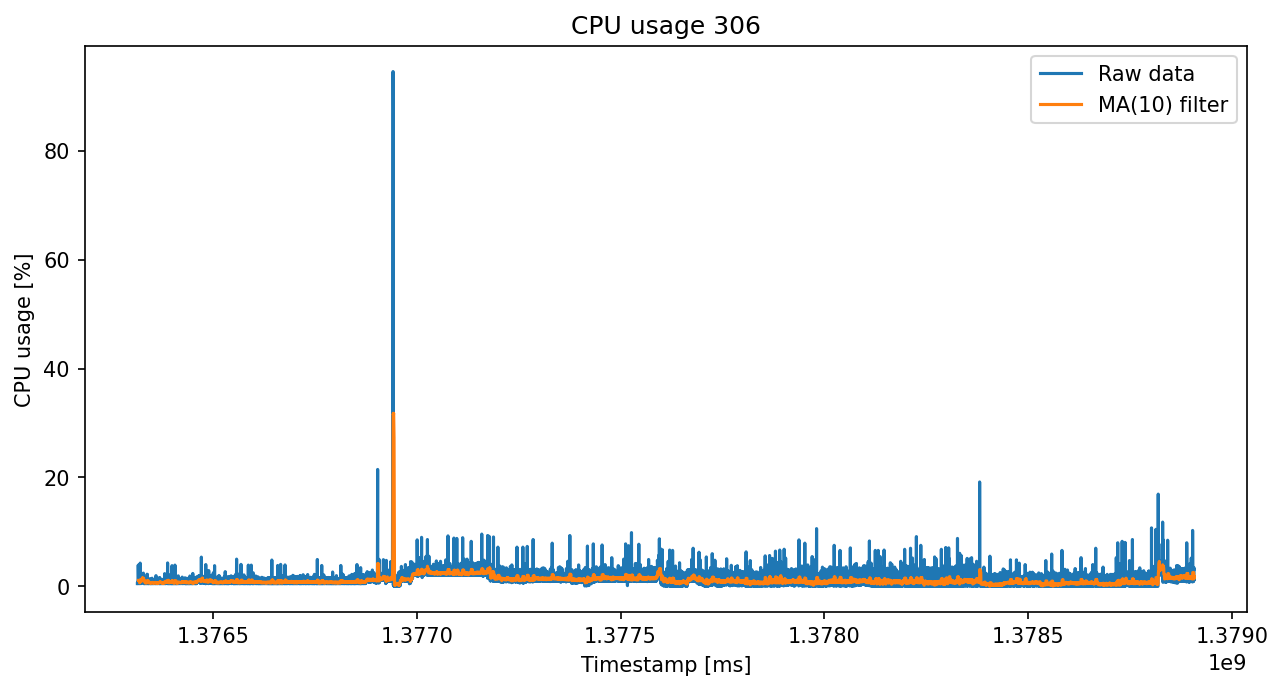 CPU usage 306
Raw data
MA(10) filter
CPU usage [%]
80
60
40
20
0
1.3765 1.3770 1.3775 1.3780 1.3785 1.3790
1e9
Timestamp [ms]